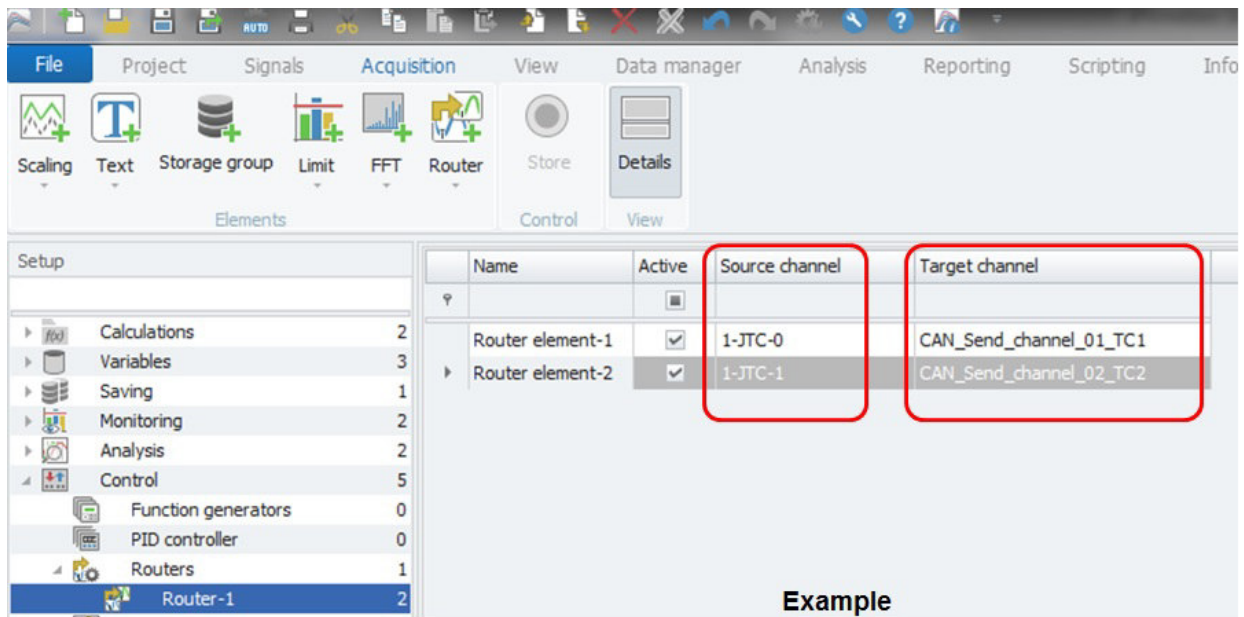 AUTO
File Project Signals Acquisition View Data manager Analysis Reporting Scripting Info
Scaling Text Storage group Limit FFT Router Store Details
Elements Control View
Setup
Name Active Source channel Target channel
Calculations 2
Router element-1 1-JTC-0 CAN_Send_channel_01_TC1
Variables 3
Router element-2 1-JTC-1 CAN_Send_channel_02_TC2
Saving 1
Monitoring 2
Analysis 2
Control 5
Function generators 0
PID controller 0
Routers 1
Router-1 2
Example